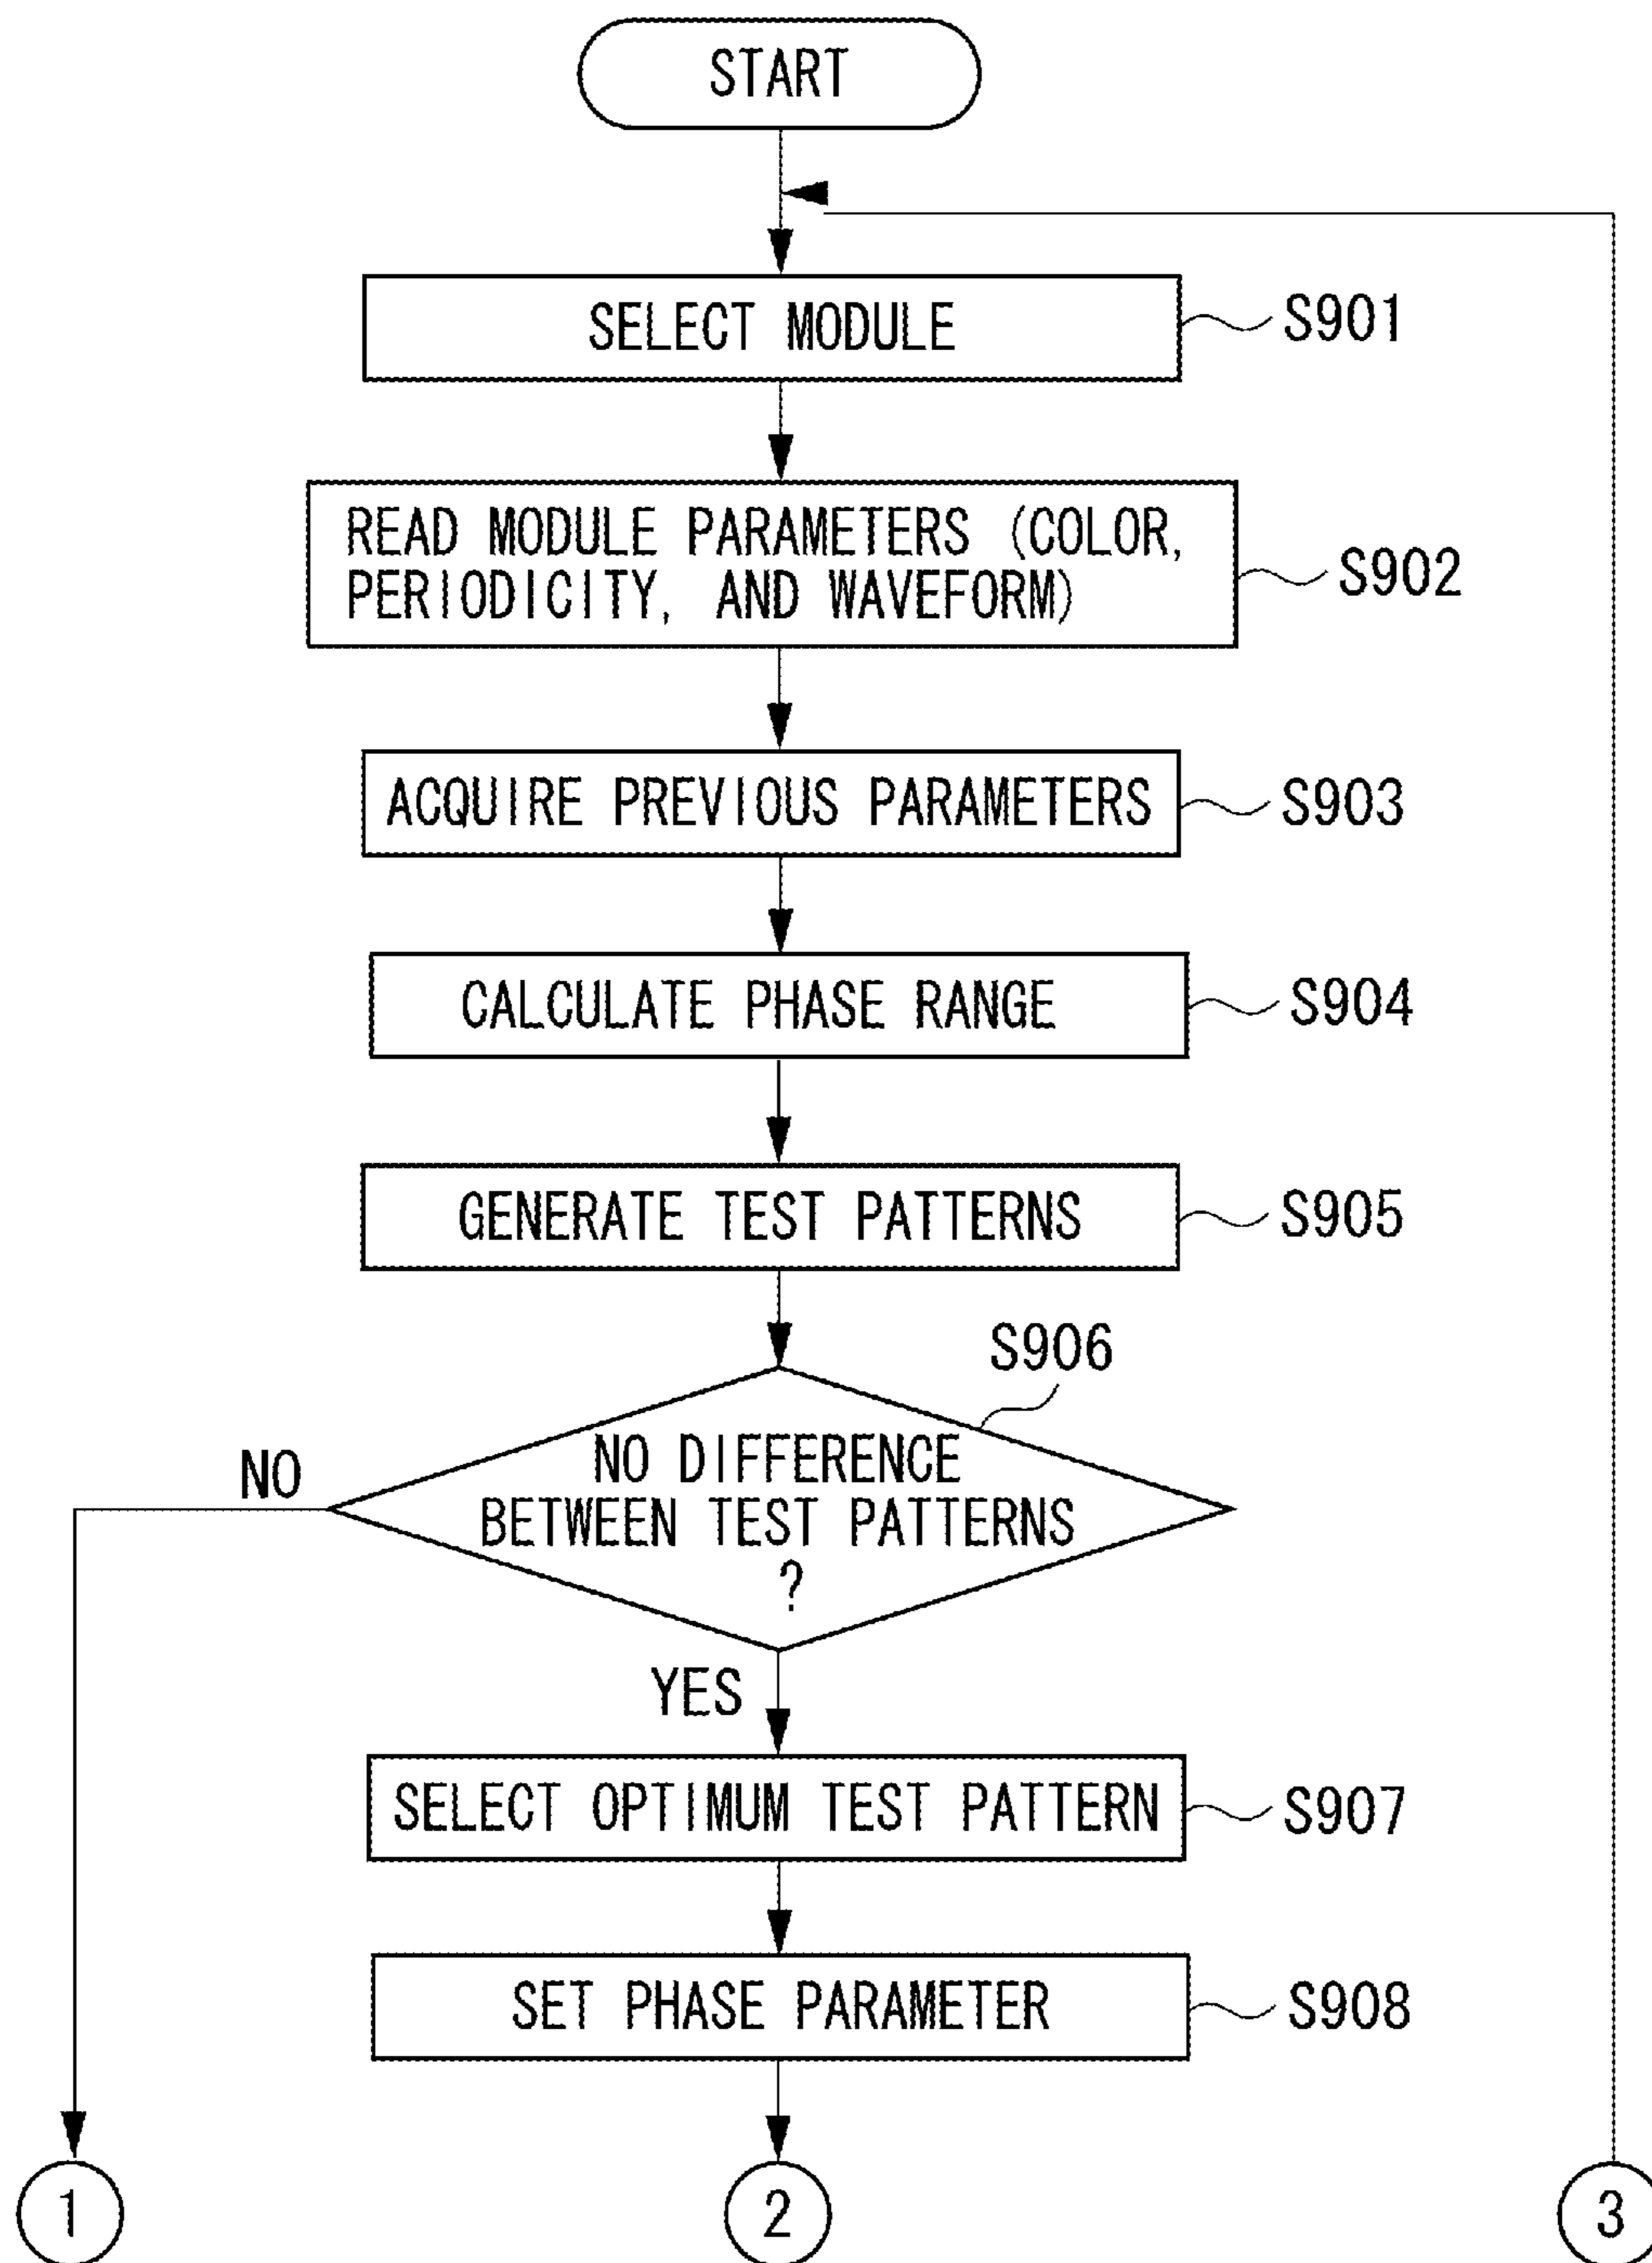 START
SELECT MODULE
S901
READ MODULE PARAMETERS (COLOR,
PERIODICITY, AND WAVEFORM)
S902
ACQUIRE PREVIOUS PARAMETERS
S903
CALCULATE PHASE RANGE
S904
GENERATE TEST PATTERNS
S905
S906
NO DIFFERENCE
BETWEEN TEST PATTERNS
?
NO
YES
SELECT OPTIMUM TEST PATTERN
S907
SET PHASE PARAMETER
S908
1
2
3